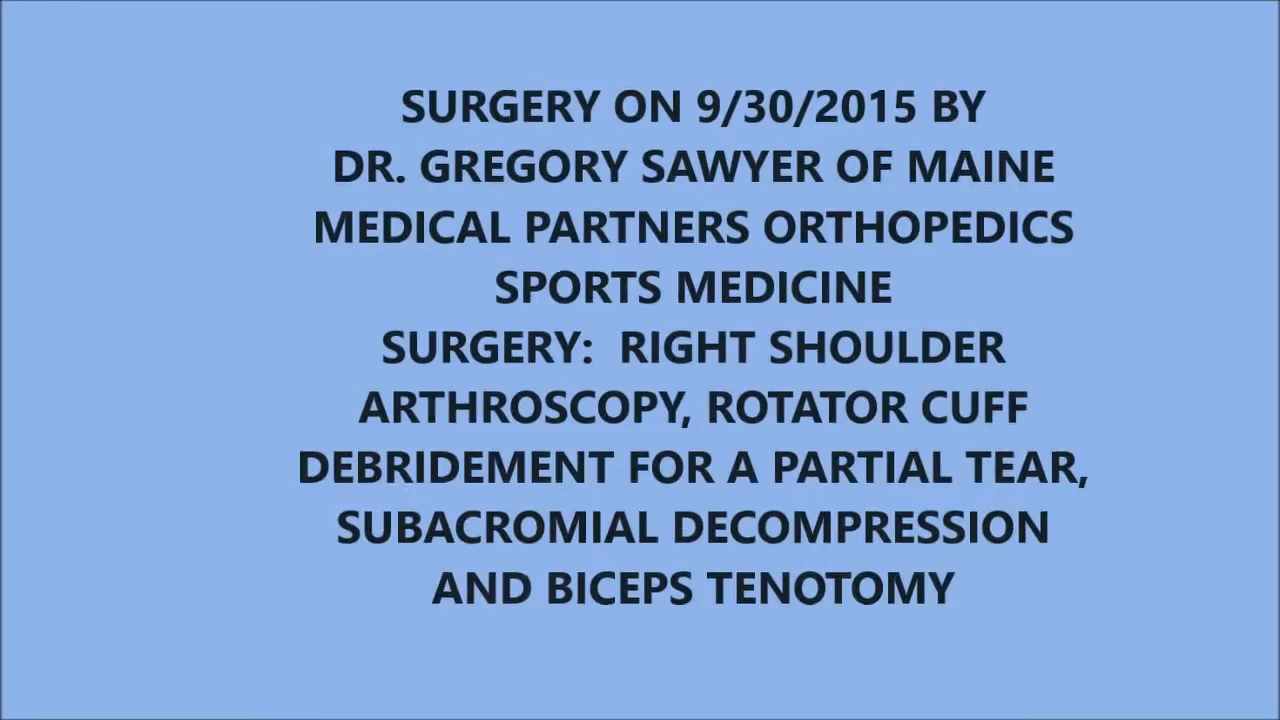 SURGERY ON 9/30/2015 BY
DR. GREGORY SAWYER OF MAINE
MEDICAL PARTNERS ORTHOPEDICS
SPORTS MEDICINE
SURGERY:  RIGHT SHOULDER
ARTHROSCOPY, ROTATOR CUFF
DEBRIDEMENT FOR A PARTIAL TEAR,
SUBACROMIAL DECOMPRESSION
AND BICEPS TENOTOMY